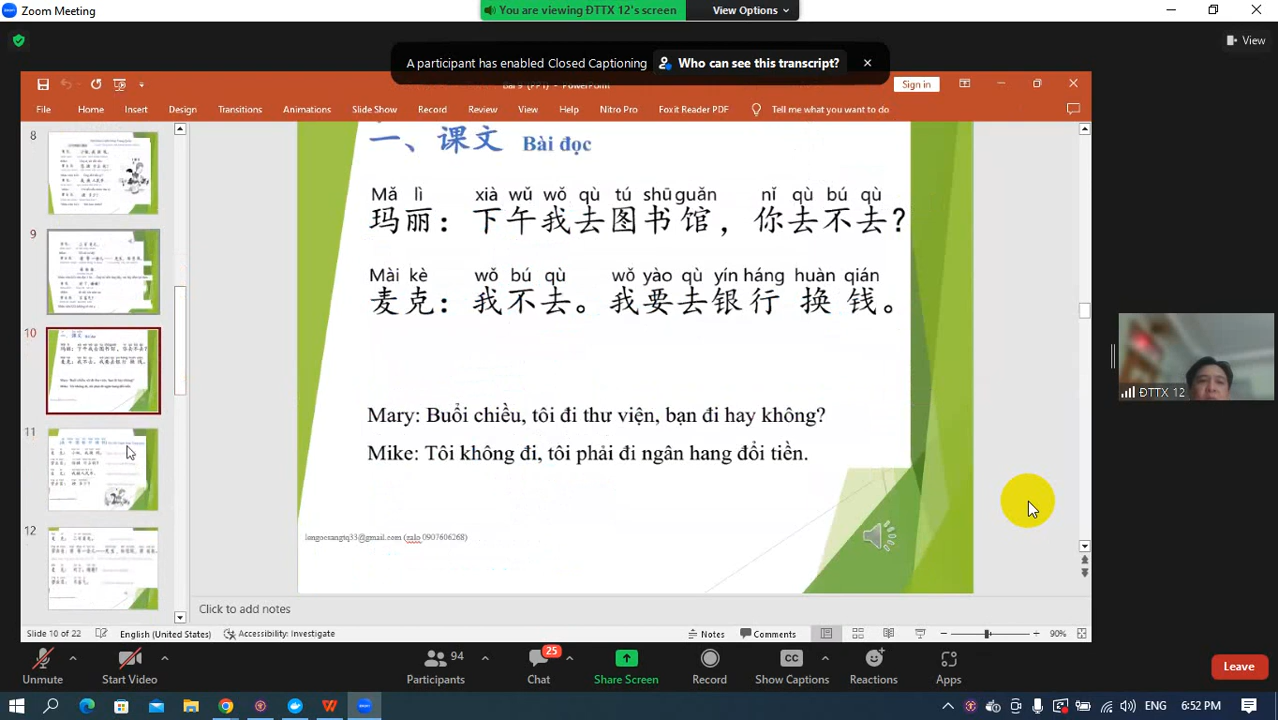 Zoom Meeting
You are viewing ĐTTX 12's screen
View Options
View
A participant has enabled Closed Captioning
Who can see this transcript?
Sign in
File Home Insert Design Transitions Animations Slide Show Record Review View Help Nitro Pro Foxit Reader PDF Tell me what you want to do
8
9
10
11
12
一、课文 Bài đọc
Mǎ lì xià wǔ wǒ qù tú shū guǎn nǐ qù bú qù
玛丽：下午我去图书馆，你去不去？
Mài kè wǒ bú qù wǒ yào qù yín háng huàn qián
麦克：我不去。我要去银行换钱。
Mary: Buổi chiều, tôi đi thư viện, bạn đi hay không?
Mike: Tôi không đi, tôi phải đi ngân hang đổi tiền.
lengocsangtq33@gmail.com (zalo 0907606268)
ĐTTX 12
Click to add notes
Slide 10 of 22 English (United States) Accessibility: Investigate Notes Comments 90%
25
94
Unmute Start Video Participants Chat Share Screen Record Show Captions Reactions Apps Leave
ENG 6:52 PM